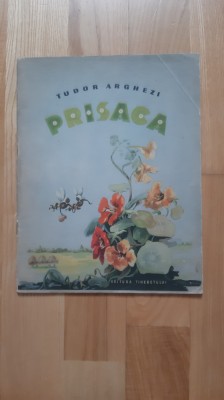 TUDOR ARGHEZI
PRISACA
EDITURA TINERETULUI